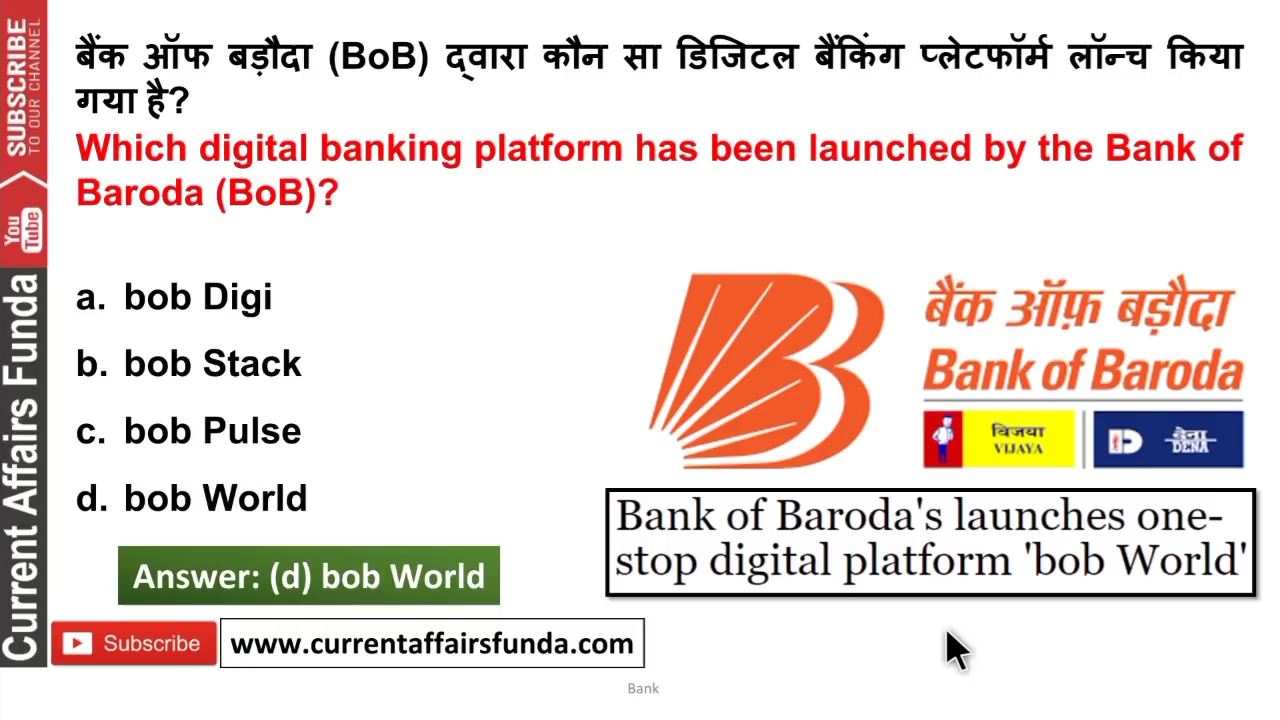 बैंक ऑफ बड़ौदा (BoB) द्वारा कौन सा डिजिटल बैंकिंग प्लेटफॉर्म लॉन्च किया
गया है?
Which digital banking platform has been launched by the Bank of
Baroda (BoB)?
a. bob Digi
b. bob Stack
c. bob Pulse
d. bob World
Answer: (d) bob World
बैंक ऑफ़ बड़ौदा
Bank of Baroda
विजया
VIJAYA
देना
DENA
Bank of Baroda's launches one-
stop digital platform 'bob World'
Subscribe
www.currentaffairsfunda.com
Bank
SUBSCRIBE
TO OUR CHANNEL
You
Tube
Current Affairs Funda